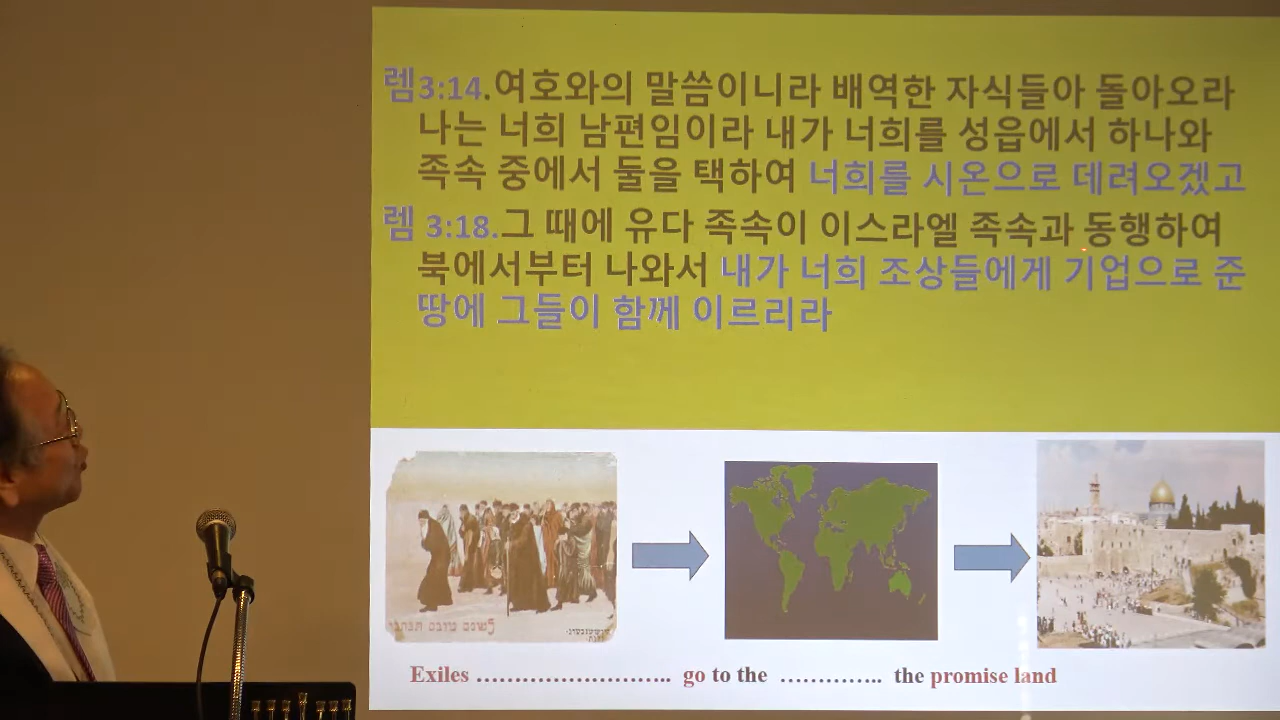 렘3:14.여호와의 말씀이니라 배역한 자식들아 돌아오라
나는 너희 남편임이라 내가 너희를 성읍에서 하나와
족속 중에서 둘을 택하여 너희를 시온으로 데려오겠고
렘 3:18.그 때에 유다 족속이 이스라엘 족속과 동행하여
북에서부터 나와서 내가 너희 조상들에게 기업으로 준
땅에 그들이 함께 이르리라
Exiles …………………….. go to the ………….. the promise land